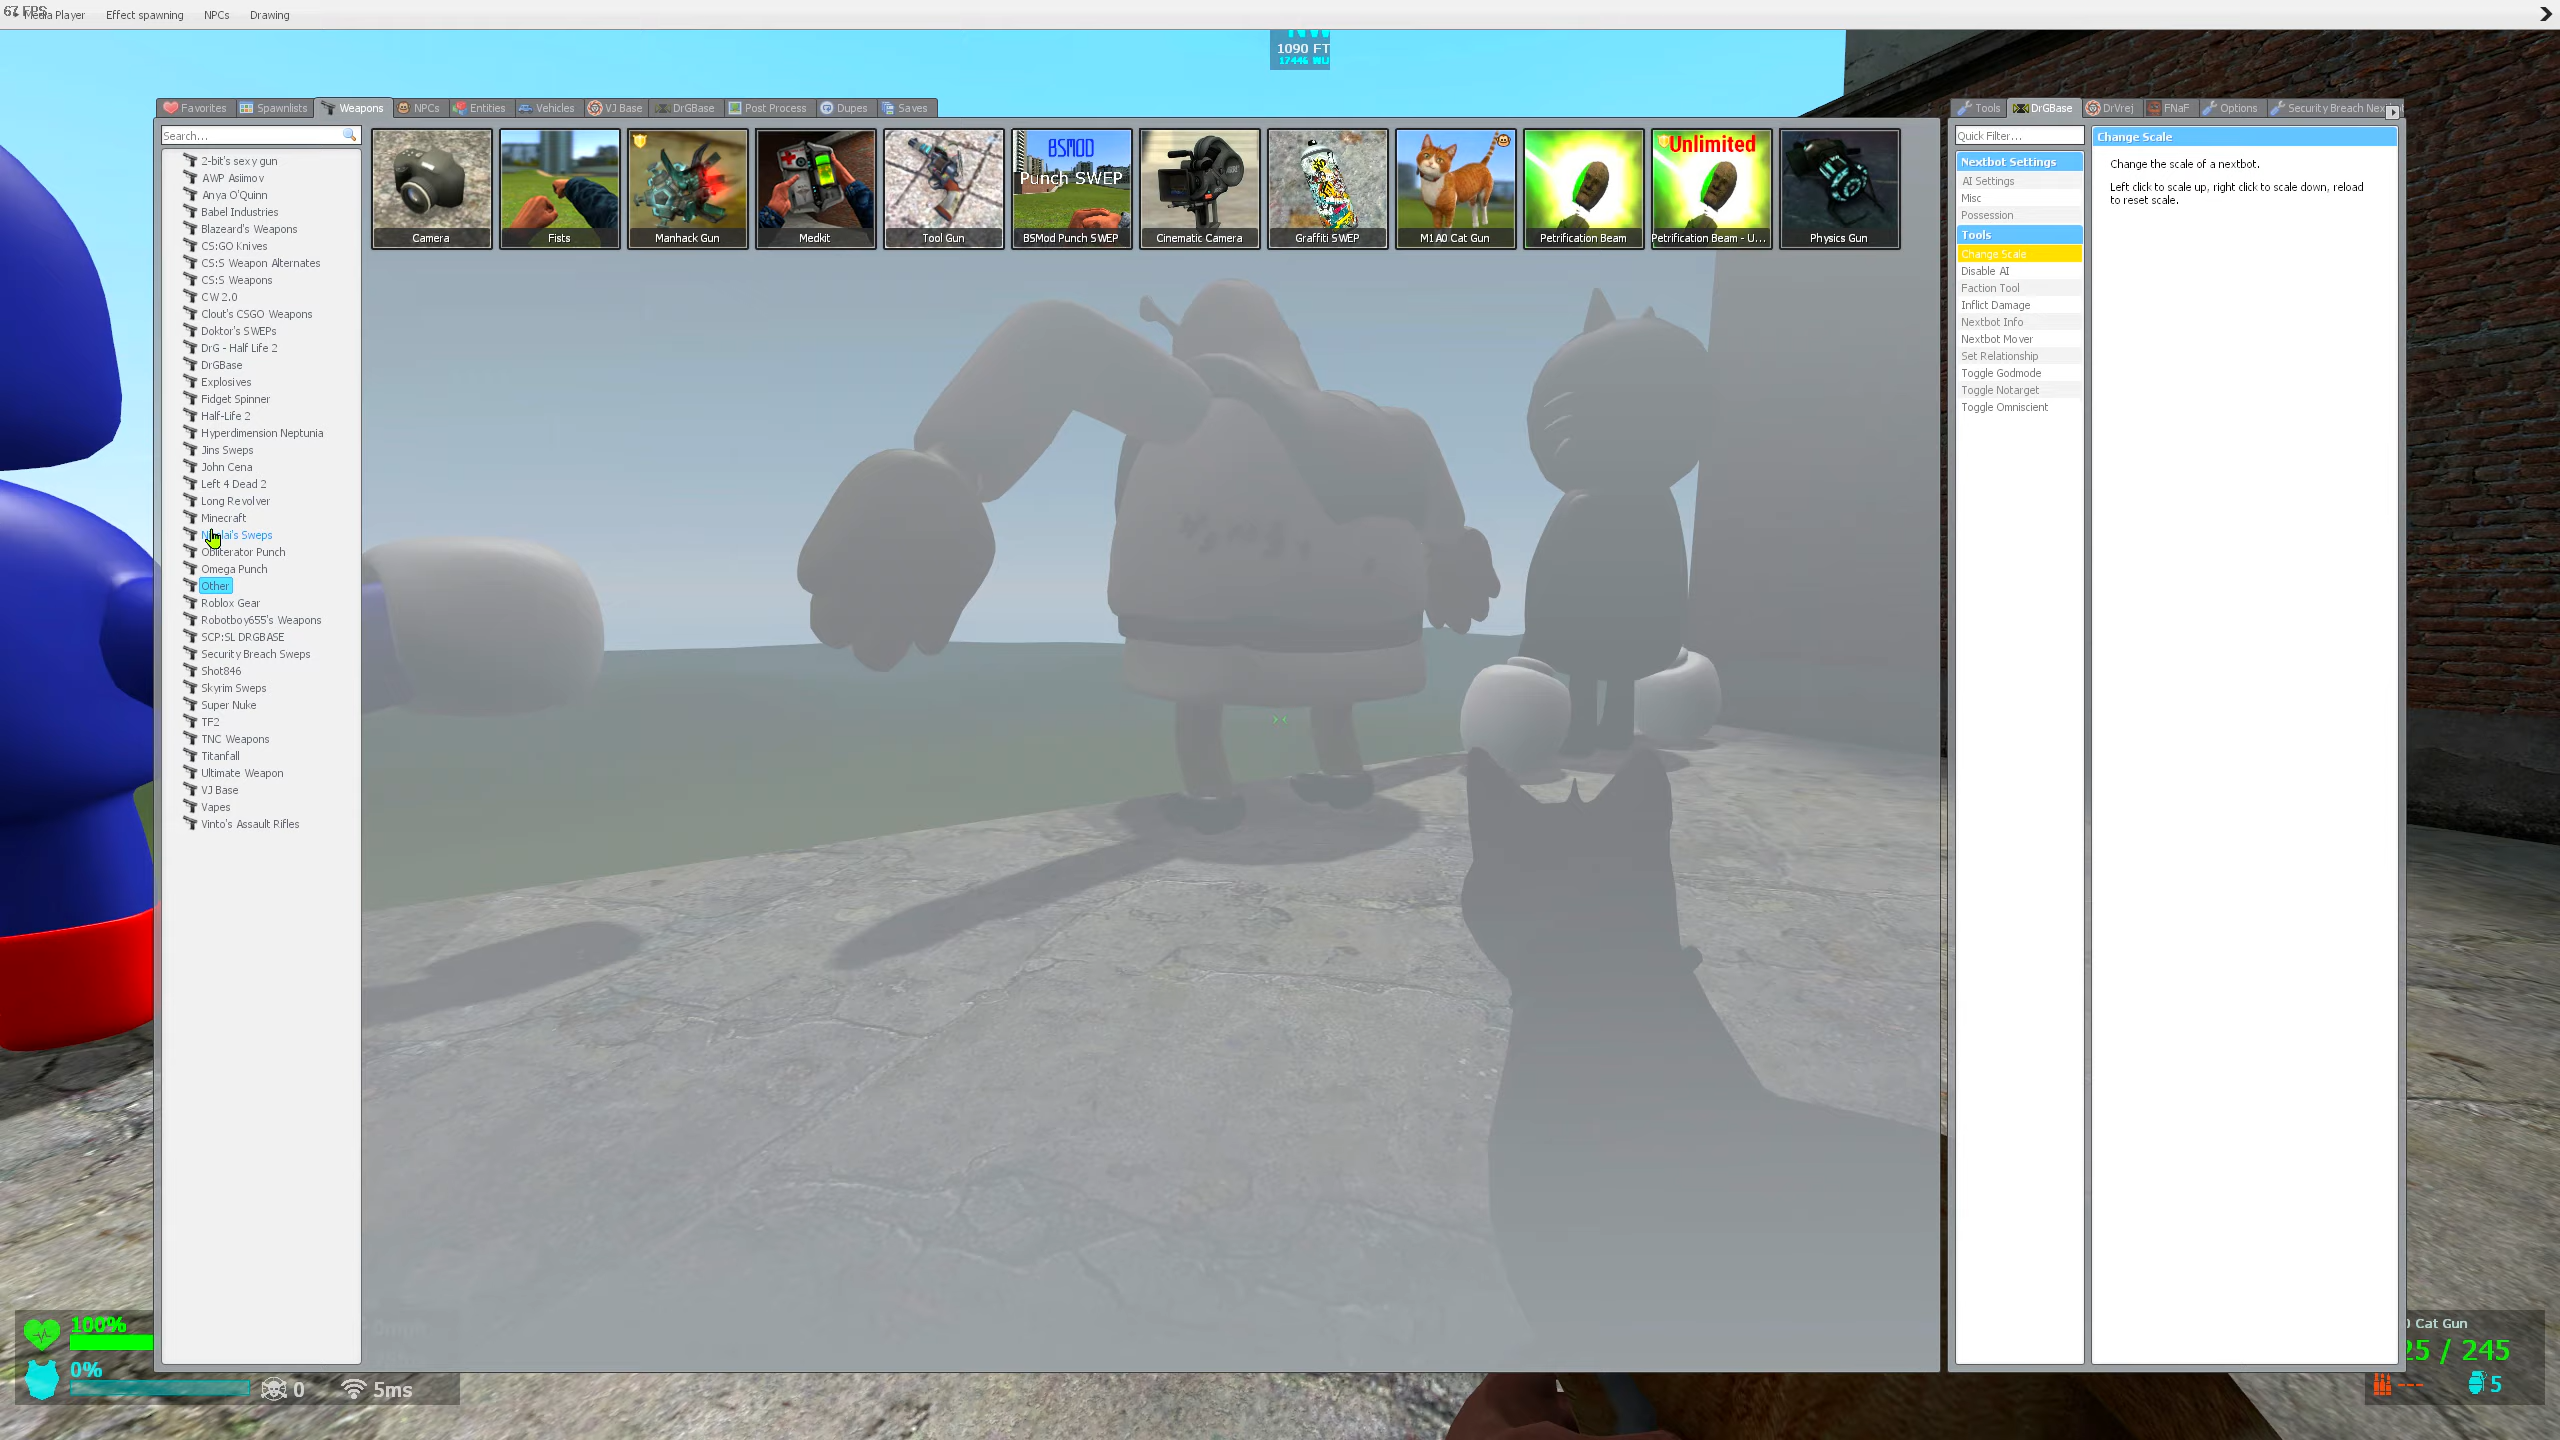 67 FPS
Media Player Effect spawning NPCs Drawing
NW
1090 FT
17446 WU
Favorites Spawnlists Weapons NPCs Entities Vehicles VJ Base DrGBase Post Process Dupes Saves
Search...
2-bit's sexy gun
AWP Asiimov
Anya O'Quinn
Babel Industries
Blazeard's Weapons
CS:GO Knives
CS:S Weapon Alternates
CS:S Weapons
CW 2.0
Clout's CSGO Weapons
Doktor's SWEPs
DrG - Half Life 2
DrGBase
Explosives
Fidget Spinner
Half-Life 2
Hyperdimension Neptunia
Jins Sweps
John Cena
Left 4 Dead 2
Long Revolver
Minecraft
Sweps
Obliterator Punch
Omega Punch
Other
Roblox Gear
Robotboy655's Weapons
SCP:SL DRGBASE
Security Breach Sweps
Shot846
Skyrim Sweps
Super Nuke
TF2
TNC Weapons
Titanfall
Ultimate Weapon
VJ Base
Vapes
Vinto's Assault Rifles
Camera
Fists
Manhack Gun
Medkit
Tool Gun
BSMOD
Punch SWEP
BSMod Punch SWEP
Cinematic Camera
Graffiti SWEP
M1A0 Cat Gun
Petrification Beam
Unlimited
Petrification Beam - U...
Physics Gun
Tools DrGBase DrVrej FNaF Options Security Breach Nex
Quick Filter...
Nextbot Settings
AI Settings
Misc
Possession
Tools
Change Scale
Disable AI
Faction Tool
Inflict Damage
Nextbot Info
Nextbot Mover
Set Relationship
Toggle Godmode
Toggle Notarget
Toggle Omniscient
Change Scale
Change the scale of a nextbot.
Left click to scale up, right click to scale down, reload
to reset scale.
100%
0%
0 5ms
Cat Gun
25 / 245
--- 5